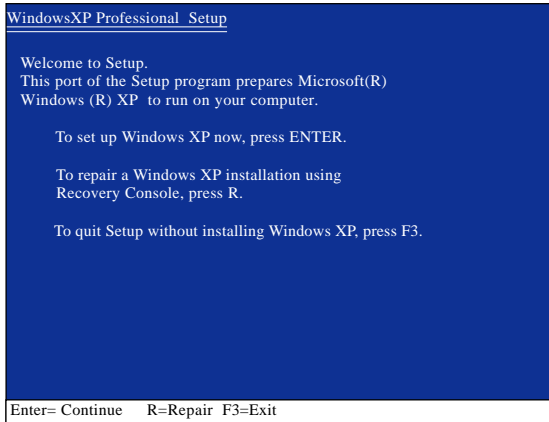 WindowsXP Professional Setup
Welcome to Setup.
This port of the Setup program prepares Microsoft(R)
Windows (R) XP to run on your computer.
To set up Windows XP now, press ENTER.
To repair a Windows XP installation using
Recovery Console, press R.
To quit Setup without installing Windows XP, press F3.
Enter= Continue R=Repair F3=Exit